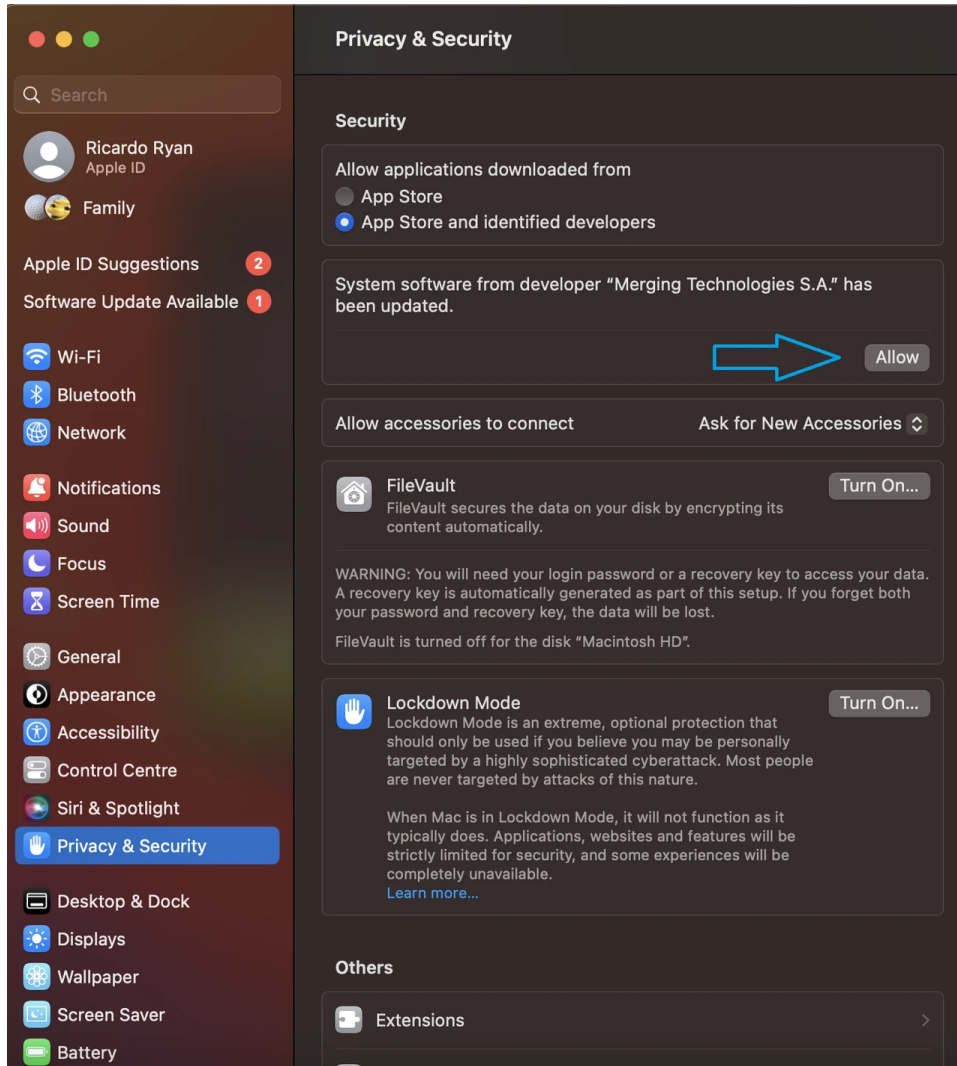 Search
Ricardo Ryan
Apple ID
Family
Apple ID Suggestions 2
Software Update Available 1
Wi-Fi
Bluetooth
Network
Notifications
Sound
Focus
Screen Time
General
Appearance
Accessibility
Control Centre
Siri & Spotlight
Privacy & Security
Desktop & Dock
Displays
Wallpaper
Screen Saver
Battery
Privacy & Security
Security
Allow applications downloaded from
App Store
App Store and identified developers
System software from developer “Merging Technologies S.A.” has
been updated.
Allow
Allow accessories to connect Ask for New Accessories
FileVault Turn On...
FileVault secures the data on your disk by encrypting its
content automatically.
WARNING: You will need your login password or a recovery key to access your data.
A recovery key is automatically generated as part of this setup. If you forget both
your password and recovery key, the data will be lost.
FileVault is turned off for the disk “Macintosh HD”.
Lockdown Mode Turn On...
Lockdown Mode is an extreme, optional protection that
should only be used if you believe you may be personally
targeted by a highly sophisticated cyberattack. Most people
are never targeted by attacks of this nature.
When Mac is in Lockdown Mode, it will not function as it
typically does. Applications, websites and features will be
strictly limited for security, and some experiences will be
completely unavailable.
Learn more...
Others
Extensions